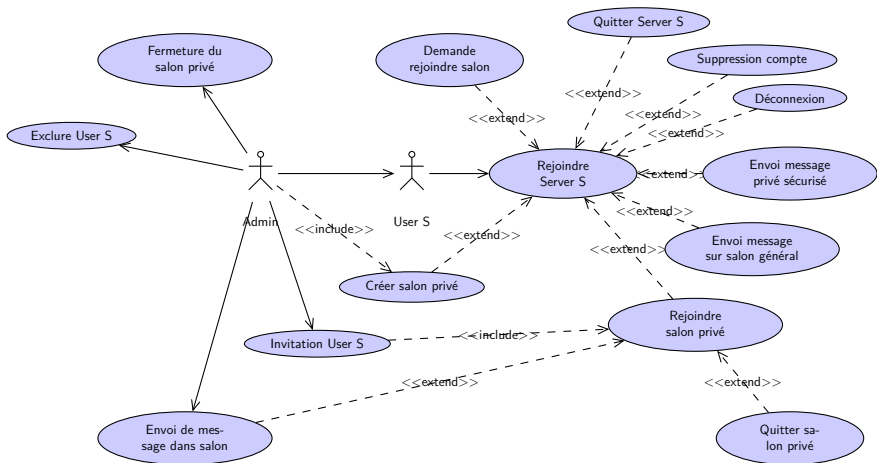 Quitter Server S
Fermeture du
salon privé
Demande
rejoindre salon
Suppression compte
<<extend>>
Déconnexion
<<extend>>
<<extend>>
<<extend>>
Exclure User S
Rejoindre
Server S
<<extend>>
Envoi message
privé sécurisé
Admin
User S
<<include>>
<<extend>>
<<extend>>
Envoi message
sur salon général
<<extend>>
Créer salon privé
Rejoindre
salon privé
Invitation User S
<<include>>
<<extend>>
<<extend>>
Envoi de mes-
sage dans salon
Quitter sa-
lon privé